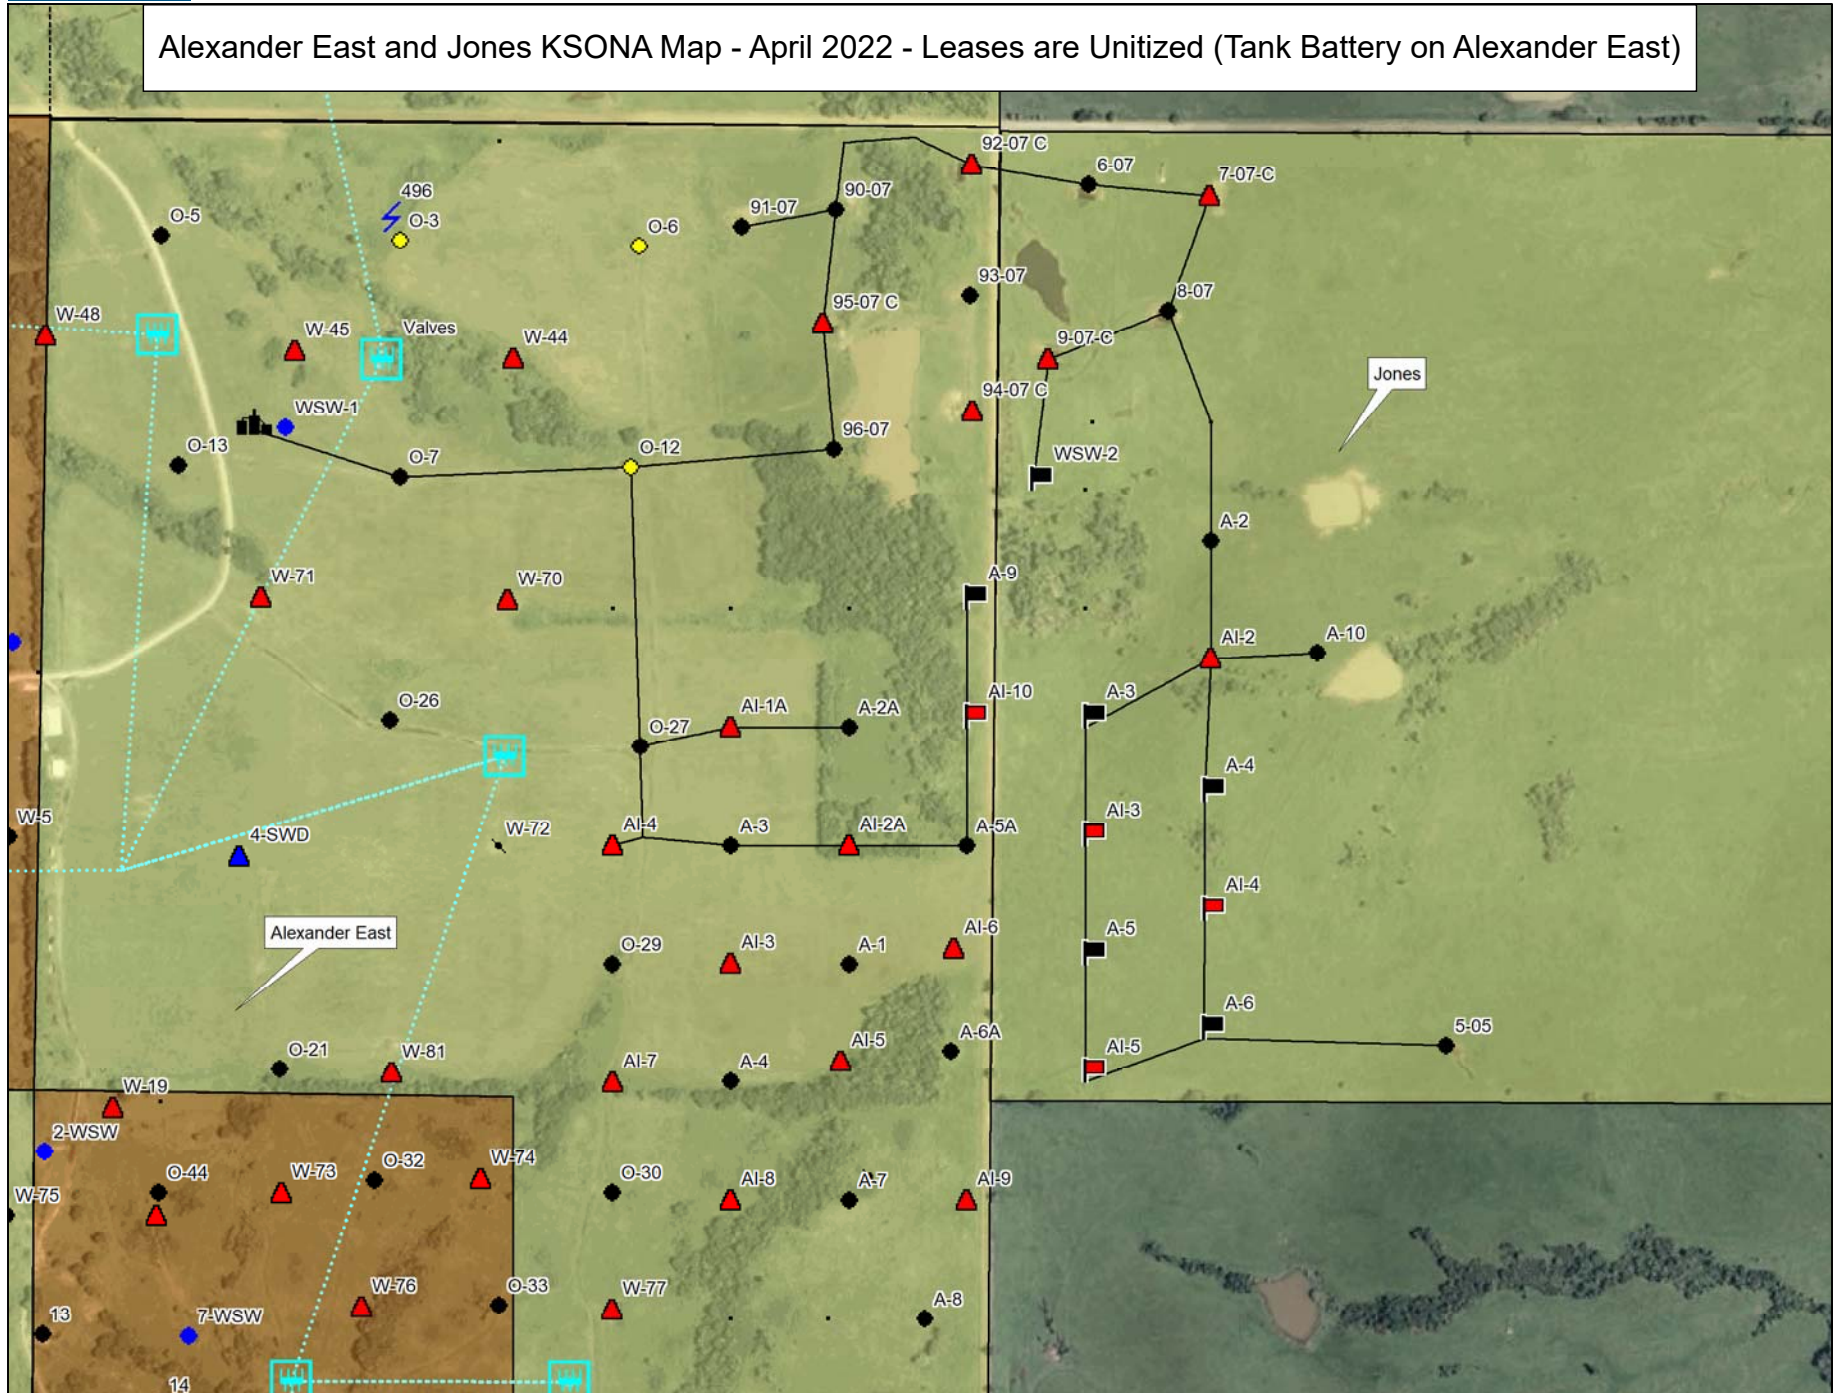 Alexander East and Jones KSONA Map - April 2022 - Leases are Unitized (Tank Battery on Alexander East)
92-07 C
6-07
7-07-C
496
O-5
O-3
90-07
91-07
O-6
93-07
8-07
W-48
W-45
Valves
W-44
95-07 C
9-07-C
Jones
WSW-1
94-07 C
O-13
O-7
O-12
96-07
WSW-2
A-2
W-71
W-70
A-9
AI-2
A-10
O-26
O-27
AI-1A
A-2A
AI-10
A-3
A-4
W-5
4-SWD
W-72
AI-4
A-3
AI-2A
A-5A
AI-3
AI-4
Alexander East
O-29
AI-3
A-1
AI-6
A-5
A-6
O-21
W-81
AI-7
A-4
AI-5
A-6A
AI-5
5-05
W-19
2-WSW
O-44
W-73
O-32
W-74
O-30
AI-8
A-7
AI-9
W-75
W-76
O-33
W-77
A-8
13
7-WSW
14